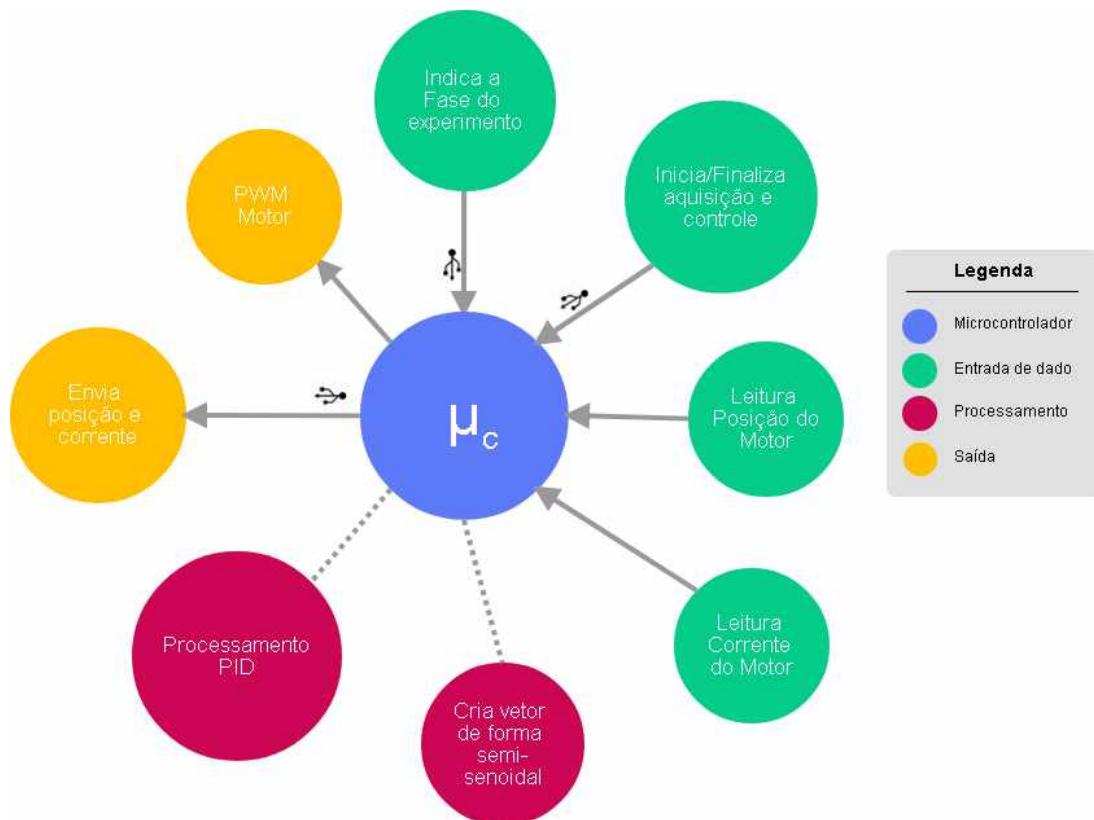 Indica a
Fase do
experimento
Inicia/Finaliza
aquisição e
controle
PWM
Motor
Envia
posição e
corrente
μc
Leitura
Posição do
Motor
Leitura
Corrente
do Motor
Processamento
PID
Cria vetor
de forma
semi-
senoidal
Legenda
Microcontrolador
Entrada de dado
Processamento
Saída